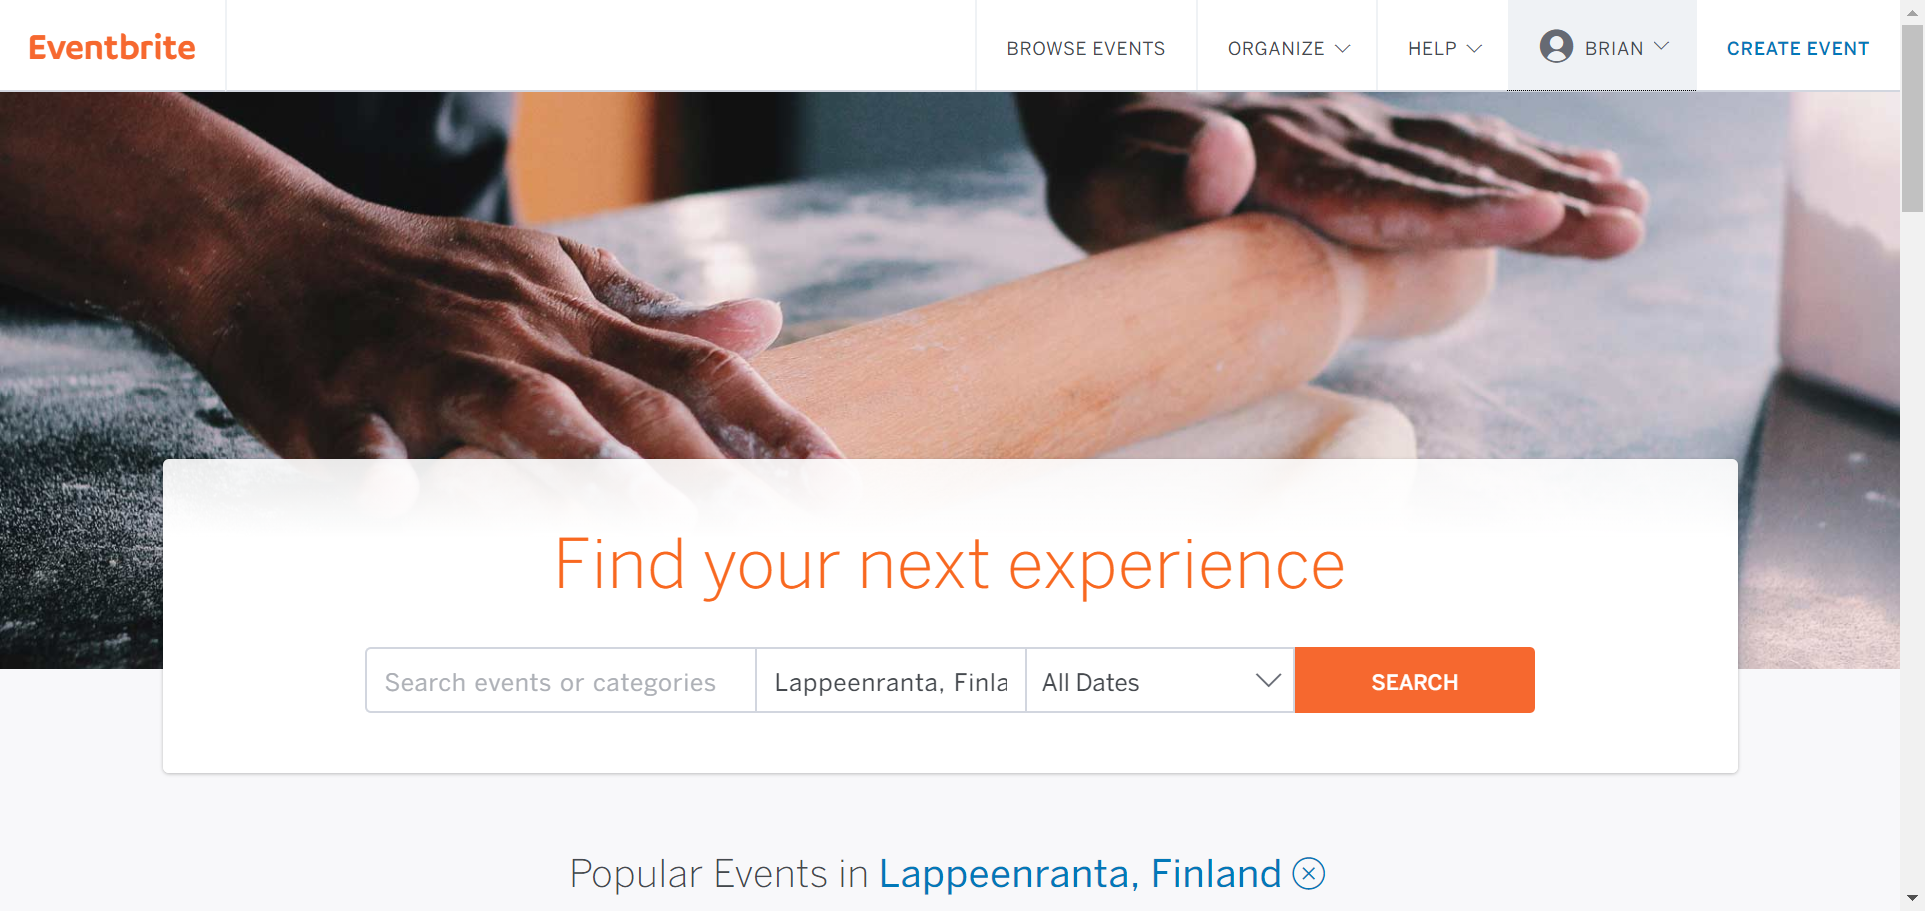 Eventbrite
BROWSE EVENTS
ORGANIZE
HELP
BRIAN
CREATE EVENT
Find your next experience
Search events or categories
Lappeenranta, Finla
All Dates
SEARCH
Popular Events in Lappeenranta, Finland